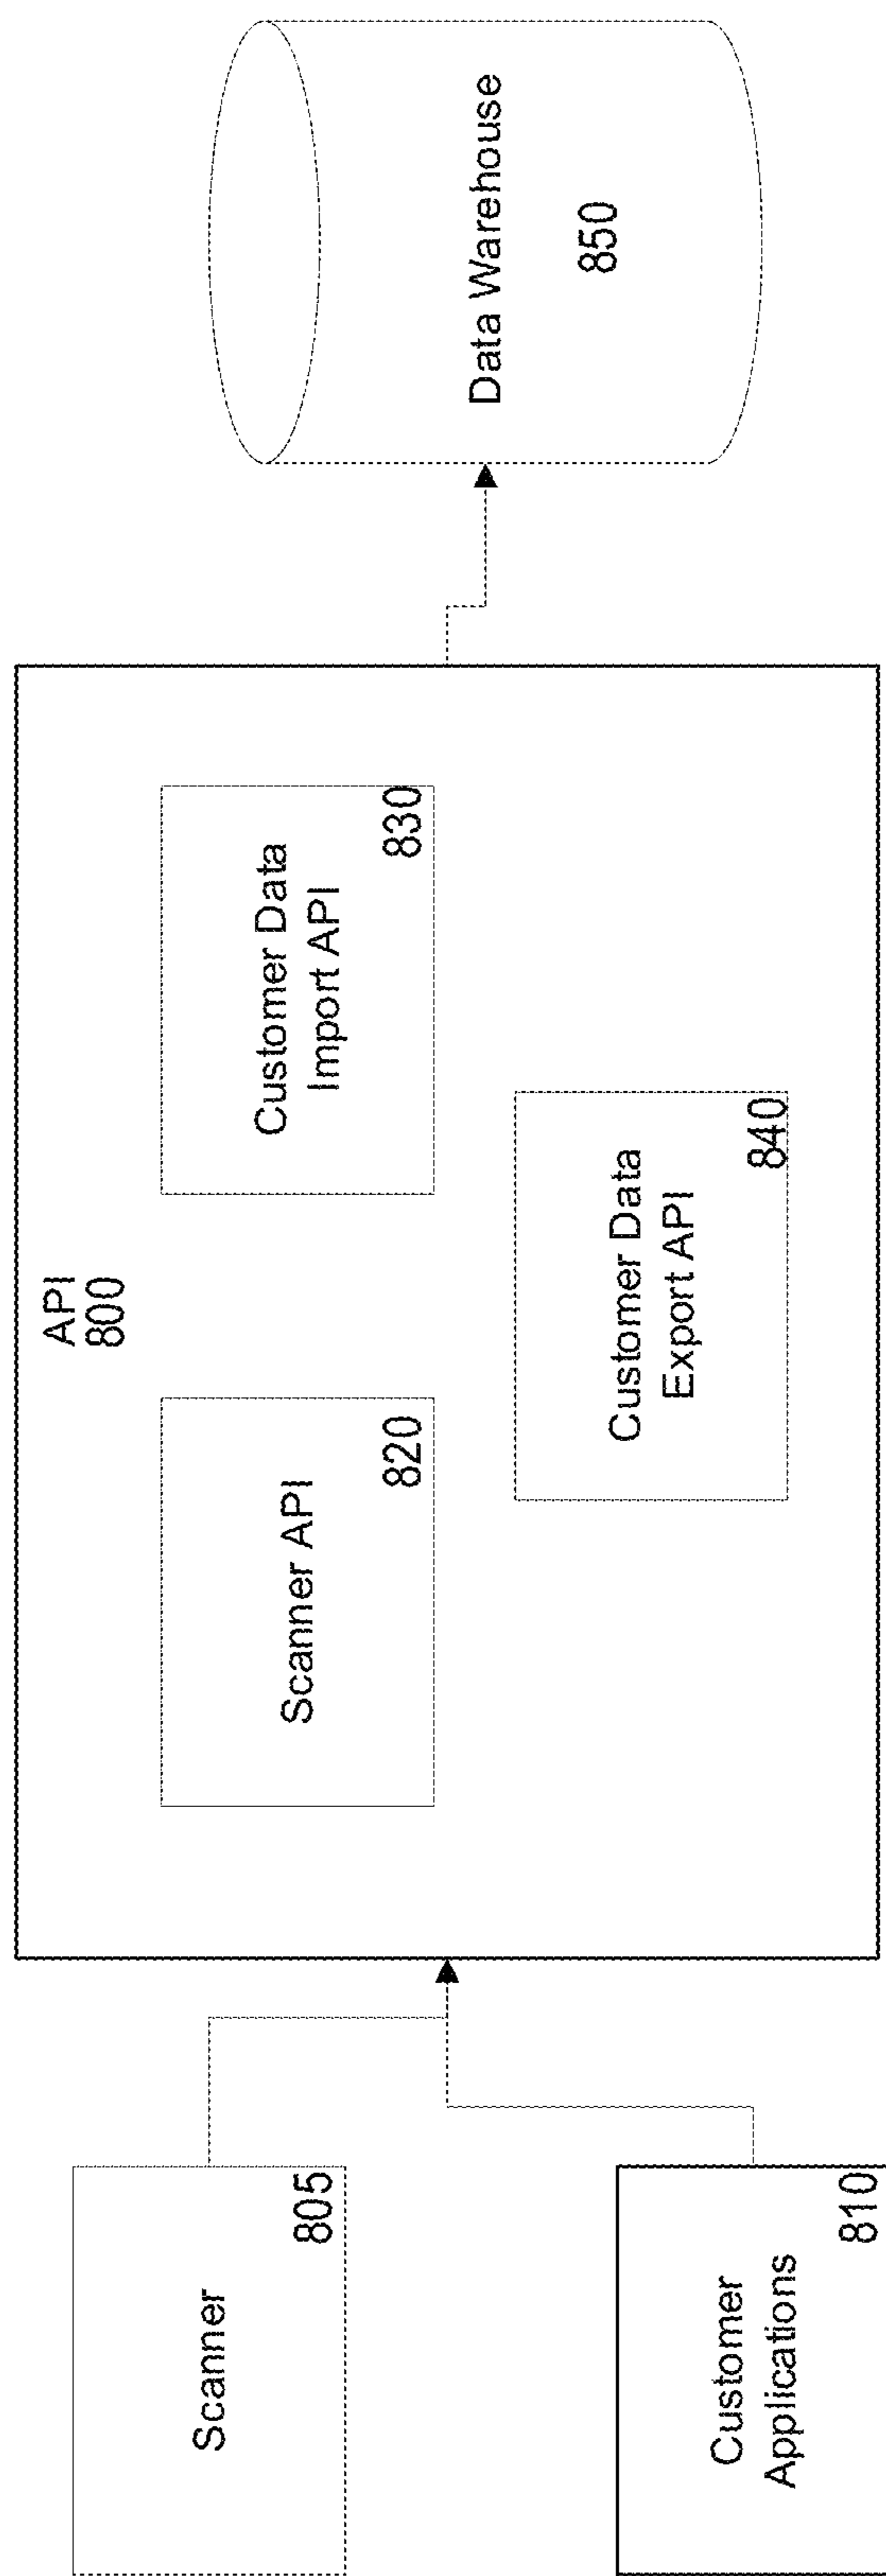 Scanner
805
Customer
Applications
810
API
800
Scanner API
820
Customer Data
Import API
830
Customer Data
Export API
840
Data Warehouse
850